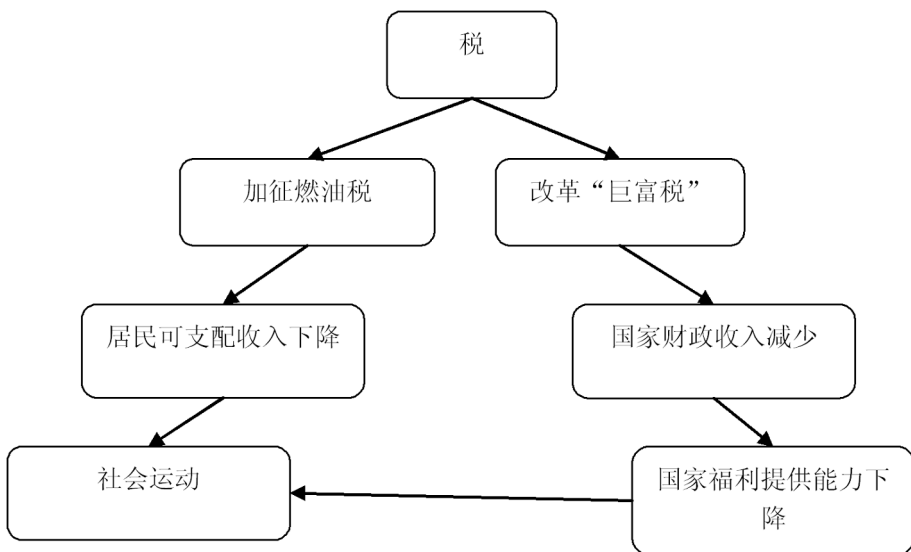 税
加征燃油税
改革“巨富税”
居民可支配收入下降
国家财政收入减少
社会运动
国家福利提供能力下
降